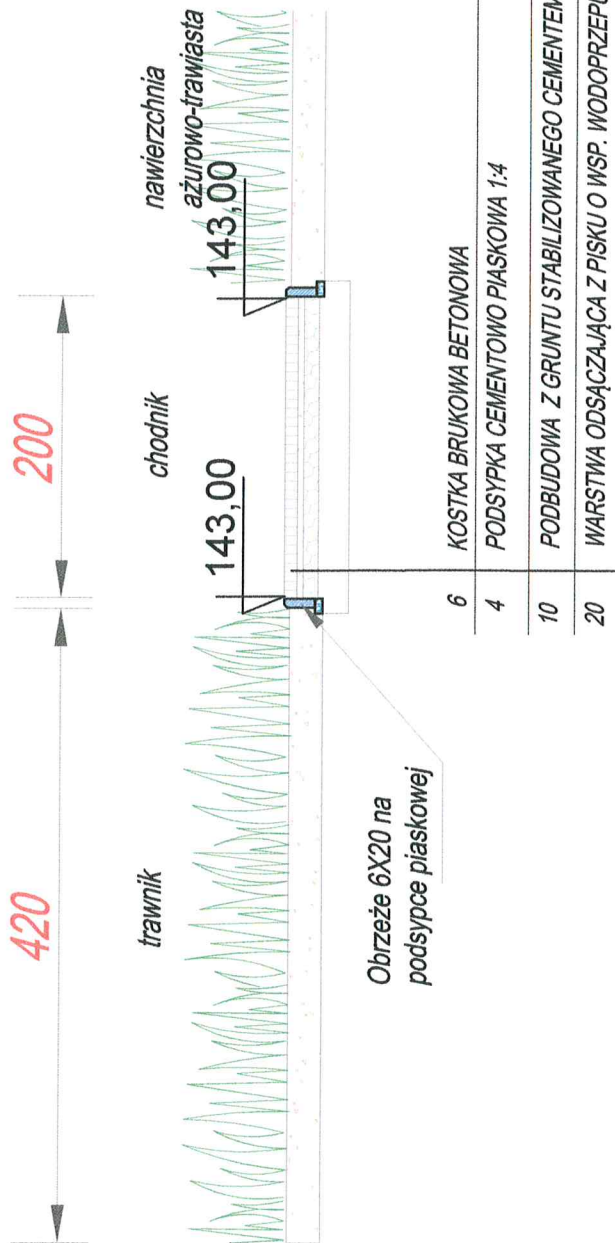 420
200
trawnik
chodnik
nawierzchnia
ażurowo-trawiasta
143,00
143,00
Obrzeże 6X20 na
podsypce piaskowej
6 KOSTKA BRUKOWA BETONOWA
4 PODSYPKA CEMENTOWO PIASKOWA 1:4
10 PODBUDOWA Z GRUNTU STABILIZOWANEGO CEMENTEM
20 WARSTWA ODSĄCZAJĄCA Z PISKU O WSP.